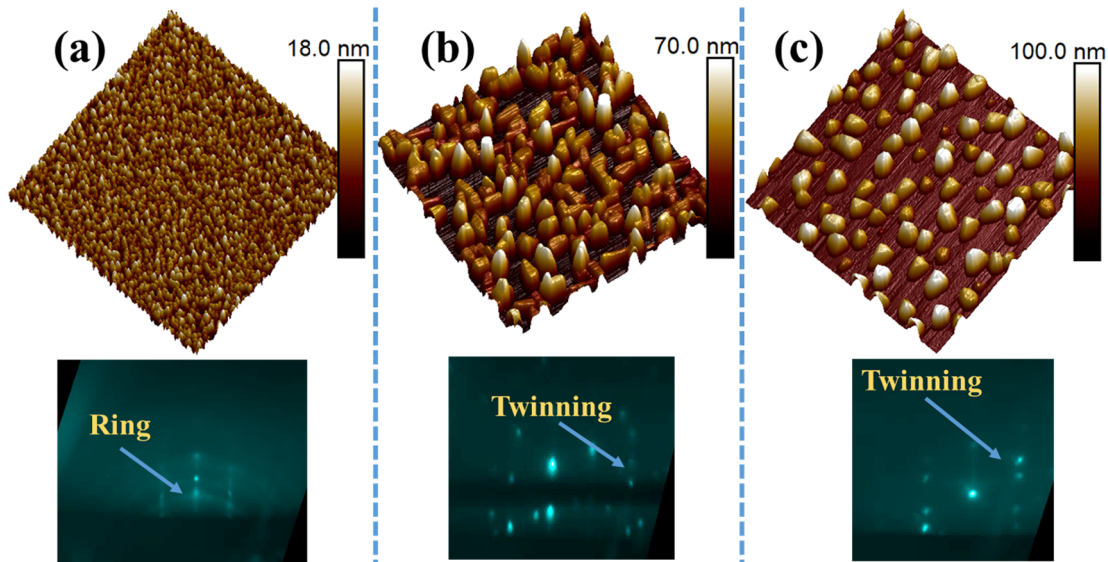 (a)
18.0 nm
(b)
70.0 nm
(c)
100.0 nm
Ring
Twinning
Twinning